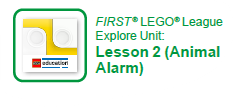 FIRST® LEGO® League
Explore Unit:
Lesson 2 (Animal
Alarm)
LEGO education